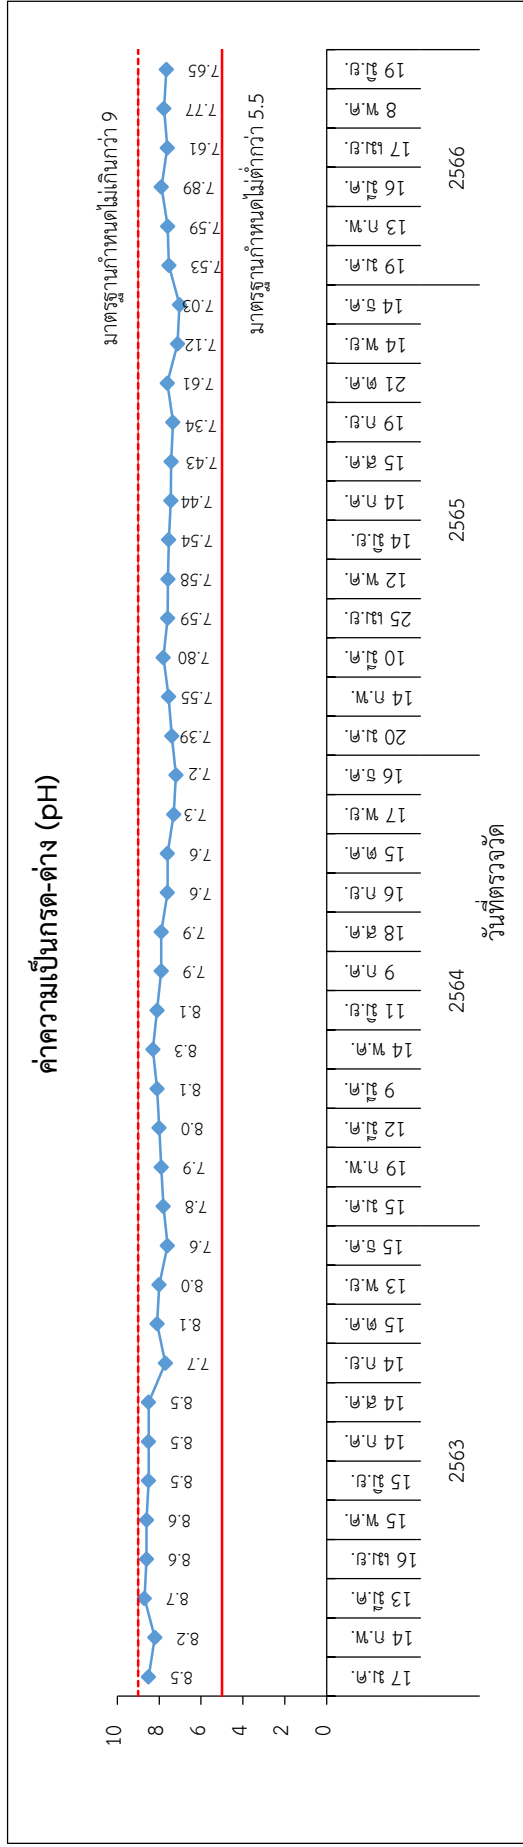 ค่าความเป็นกรด-ด่าง (pH)
มาตรฐานกำหนดไม่เกินกว่า 9
มาตรฐานกำหนดไม่ต่ำกว่า 5.5
10
8
6
4
2
0
8.5 8.2 8.7 8.6 8.6 8.5 8.5 8.5 7.7 8.1 8.0 7.6 7.8 7.9 8.0 8.1 8.3 8.1 7.9 7.9 7.6 7.6 7.3 7.2 7.39 7.55 7.80 7.59 7.58 7.54 7.44 7.43 7.34 7.61 7.12 7.03 7.53 7.59 7.89 7.61 7.77 7.65
17 ม.ค. 14 ก.พ. 13 มี.ค. 16 เม.ย. 15 พ.ค. 15 มิ.ย. 14 ก.ค. 14 ส.ค. 14 ก.ย. 15 ต.ค. 13 พ.ย. 15 ธ.ค. 15 ม.ค. 19 ก.พ. 12 มี.ค. 9 มี.ค. 14 พ.ค. 11 มิ.ย. 9 ก.ค. 18 ส.ค. 16 ก.ย. 15 ต.ค. 17 พ.ย. 16 ธ.ค. 20 ม.ค. 14 ก.พ. 10 มี.ค. 25 เม.ย. 12 พ.ค. 14 มิ.ย. 14 ก.ค. 15 ส.ค. 19 ก.ย. 21 ต.ค. 14 พ.ย. 14 ธ.ค. 19 ม.ค. 13 ก.พ. 16 มี.ค. 17 เม.ย. 8 พ.ค. 19 มิ.ย.
2563 2564 2565 2566
วันที่ตรวจวัด